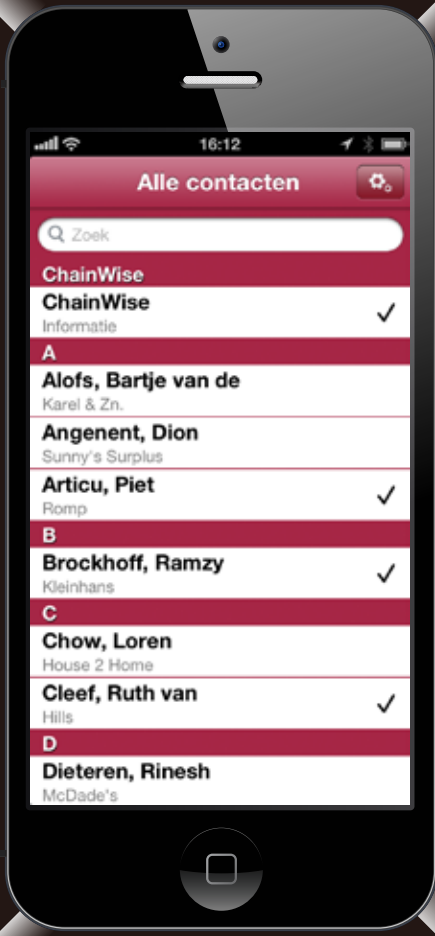 16:12
Alle contacten
Zoek
ChainWise
ChainWise
Informatie
A
Alofs, Bartje van de
Karel & Zn.
Angenent, Dion
Sunny's Surplus
Articu, Piet
Romp
B
Brockhoff, Ramzy
Kleinhans
C
Chow, Loren
House 2 Home
Cleef, Ruth van
Hills
D
Dieteren, Rinesh
McDade's